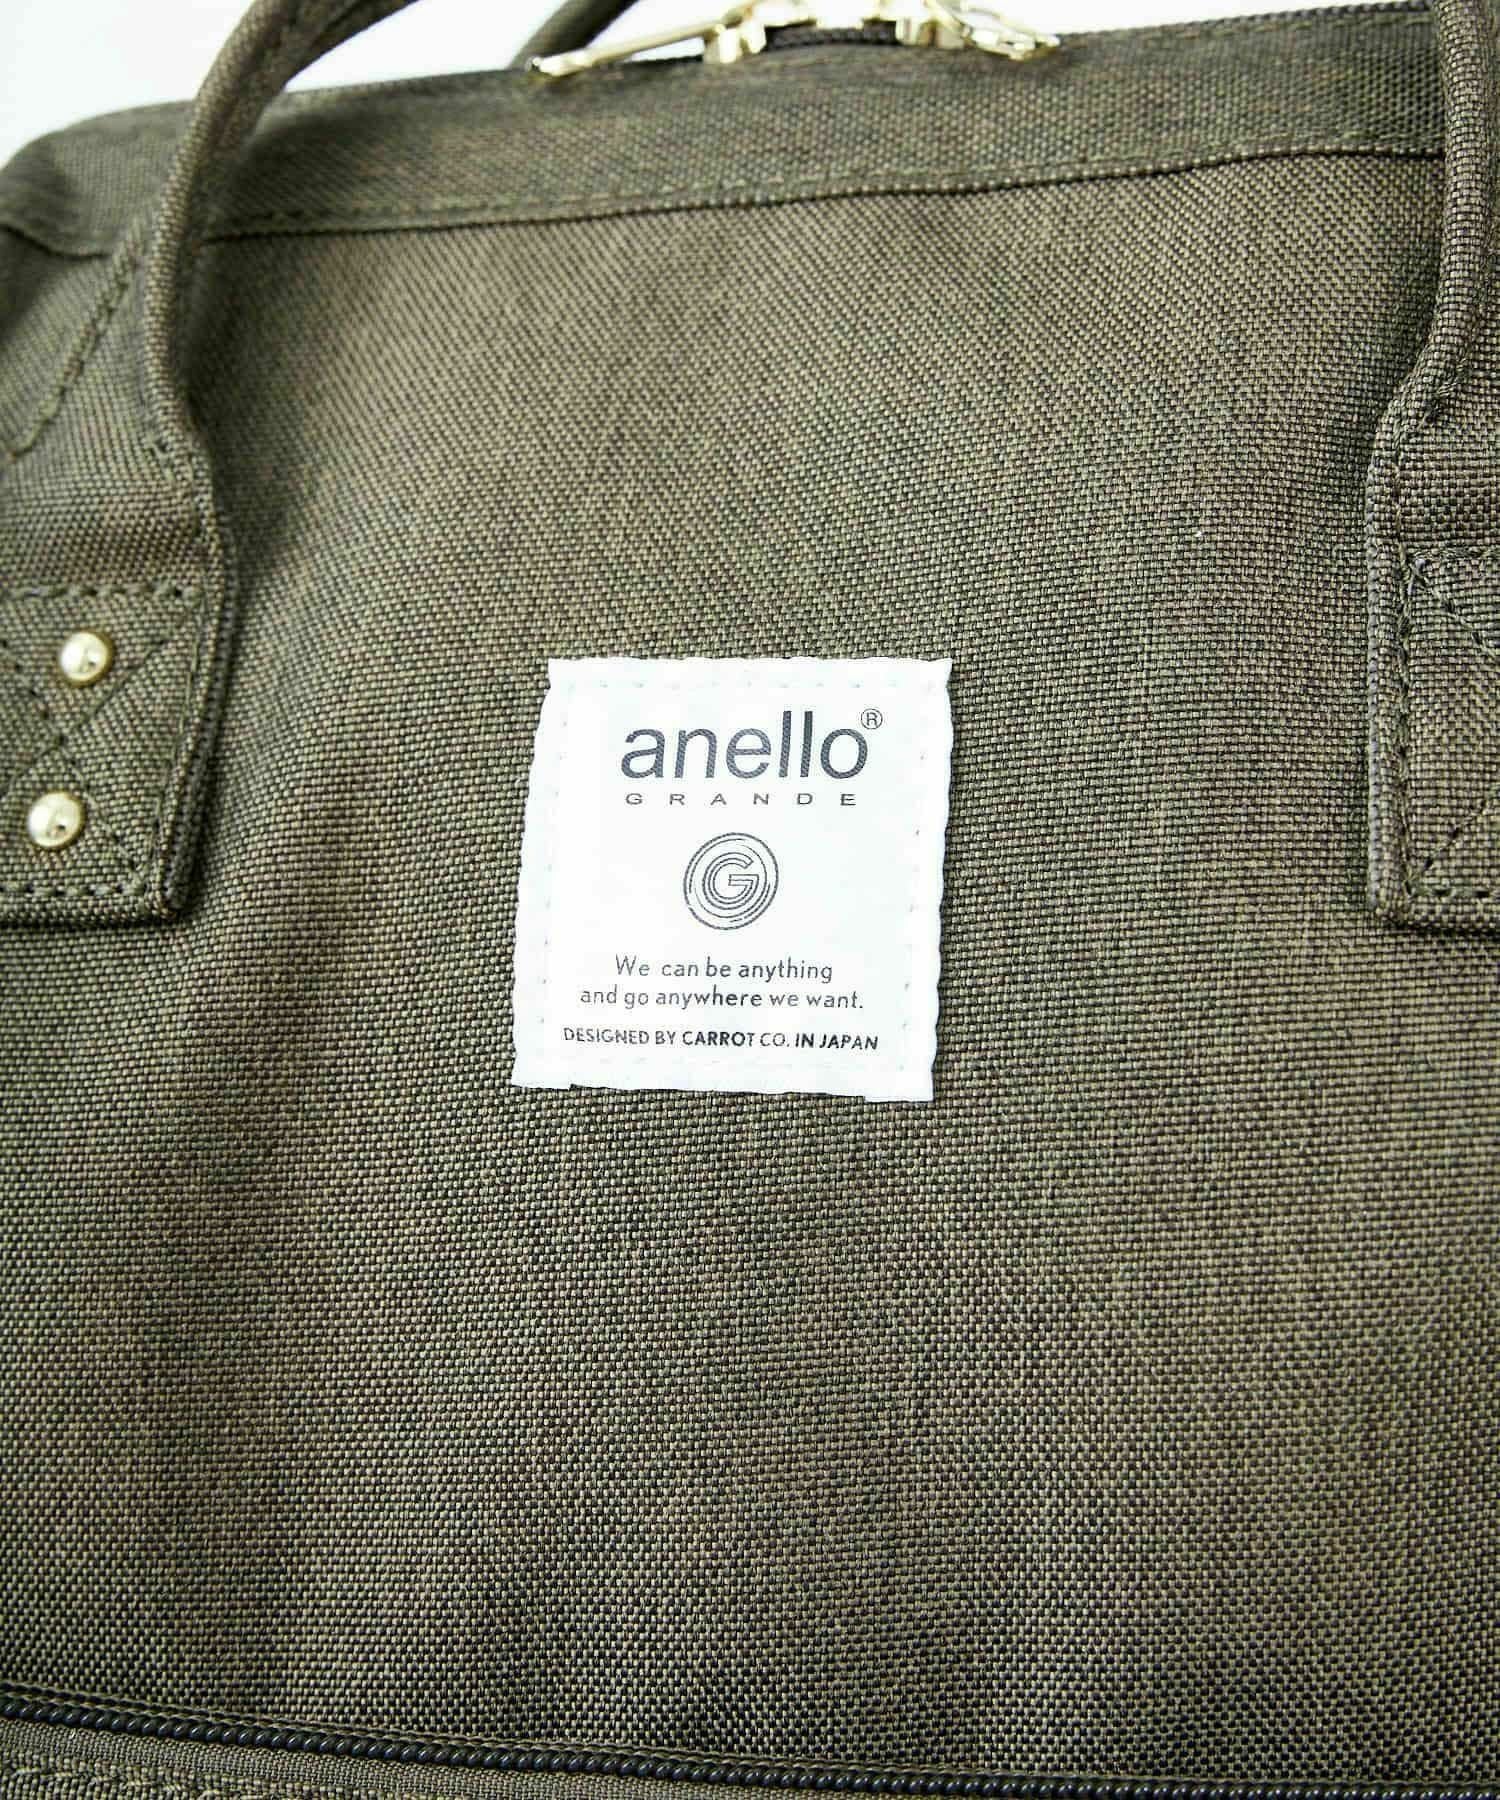 anello®
GRANDE
G
We can be anything
and go anywhere we want.
DESIGNED BY CARROT CO. IN JAPAN